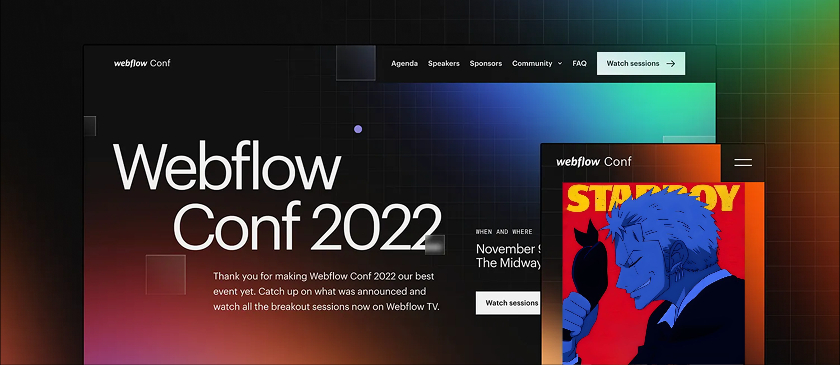 webflow Conf
Agenda Speakers Sponsors Community FAQ Watch sessions
Webflow
Conf 2022
Thank you for making Webflow Conf 2022 our best
event yet. Catch up on what was announced and
watch all the breakout sessions now on Webflow TV.
WHEN AND WHERE
November
The Midway
Watch sessions
webflow Conf
STARBOY